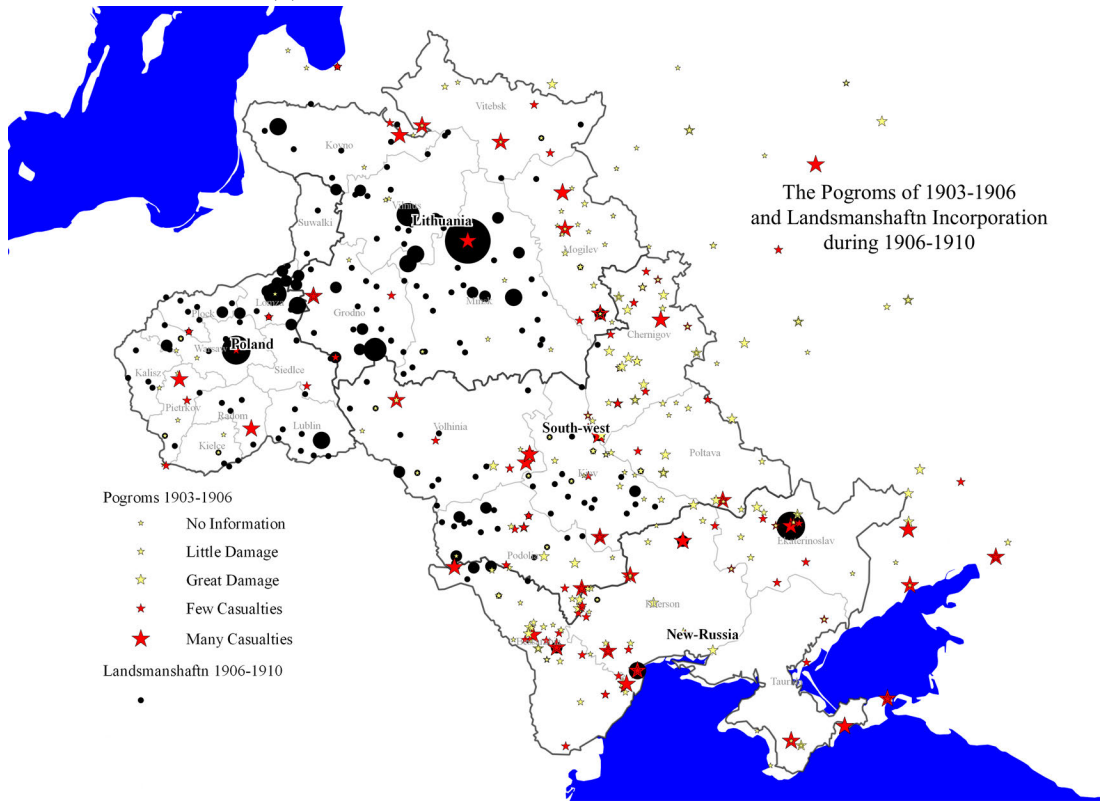 The Pogroms of 1903-1906
and Landsmanshaftn Incorporation
during 1906-1910
Vitebsk
Kovno
Vilnius
Lithuania
Suwalki
Mogilev
Minsk
Lomza
Grodno
Plock
Chernigov
Warsaw
Poland
Siedlce
Kalisz
Pietrkov
Radom
Lublin
Volhinia
South-west
Kielce
Kiev
Poltava
Pogroms 1903-1906
No Information
Little Damage
Great Damage
Few Casualties
Many Casualties
Landsmanshaftn 1906-1910
Ekaterinoslav
Podolia
Kherson
New-Russia